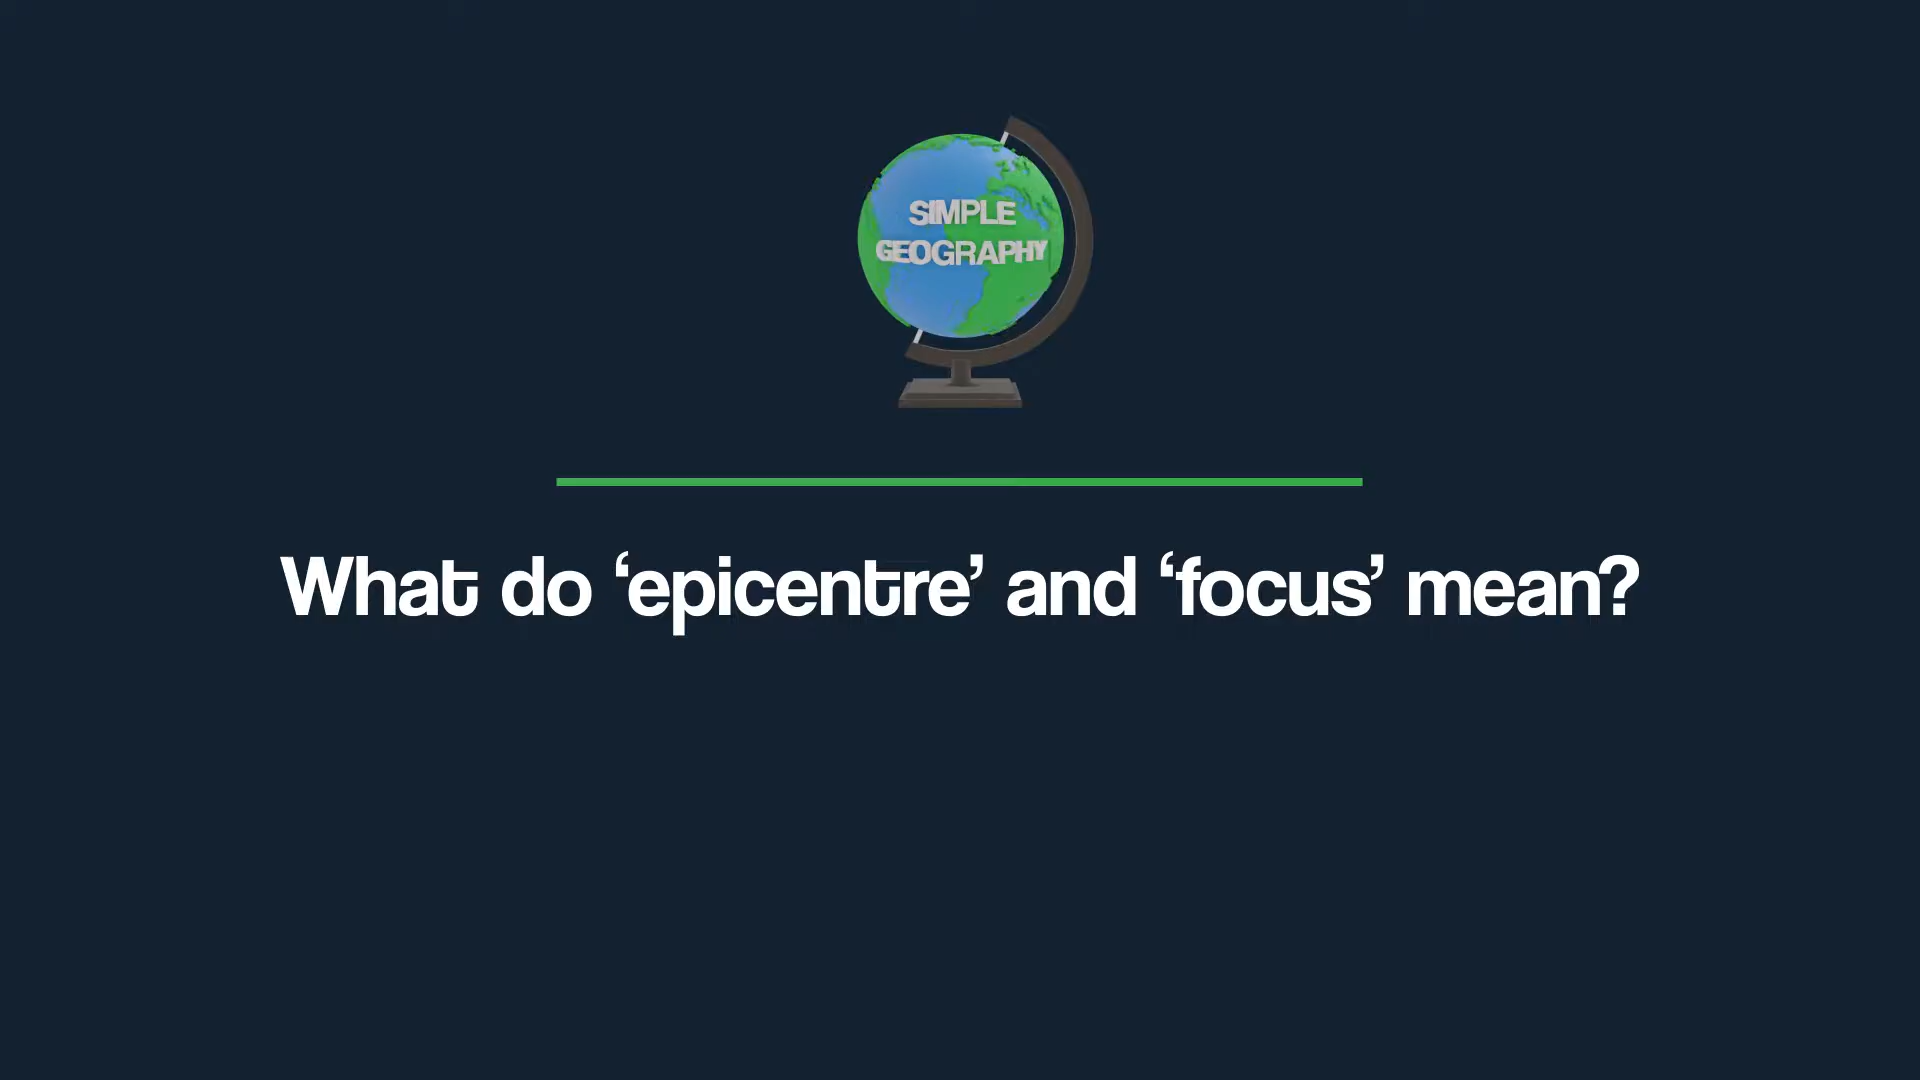 SIMPLE
GEOGRAPHY
What do ‘epicentre’ and ‘focus’ mean?